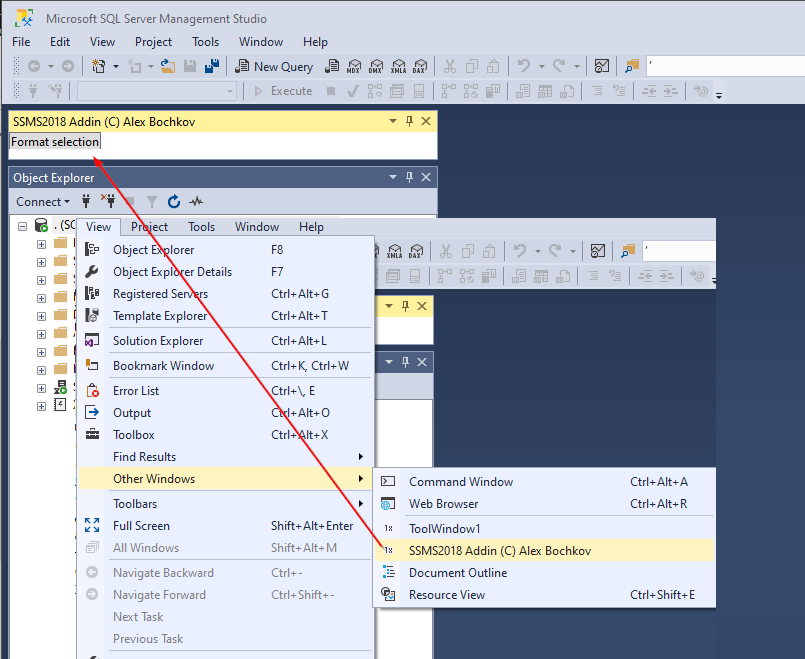 Microsoft SQL Server Management Studio
File Edit View Project Tools Window Help
New Query MDX DMX XMLA DAX '
Execute
SSMS2018 Addin (C) Alex Bochkov
Format selection
Object Explorer
Connect
. (SC
View Project Tools Window Help
Object Explorer F8
XMLA DAX '
Object Explorer Details F7
Registered Servers Ctrl+Alt+G
Template Explorer Ctrl+Alt+T
Solution Explorer Ctrl+Alt+L
Bookmark Window Ctrl+K, Ctrl+W
Error List Ctrl+\, E
Output Ctrl+Alt+O
Toolbox Ctrl+Alt+X
Find Results
Other Windows
Command Window Ctrl+Alt+A
Toolbars
Web Browser Ctrl+Alt+R
Full Screen Shift+Alt+Enter
1x ToolWindow1
All Windows Shift+Alt+M
1x SSMS2018 Addin (C) Alex Bochkov
Navigate Backward Ctrl+-
Document Outline
Navigate Forward Ctrl+Shift+-
Resource View Ctrl+Shift+E
Next Task
Previous Task